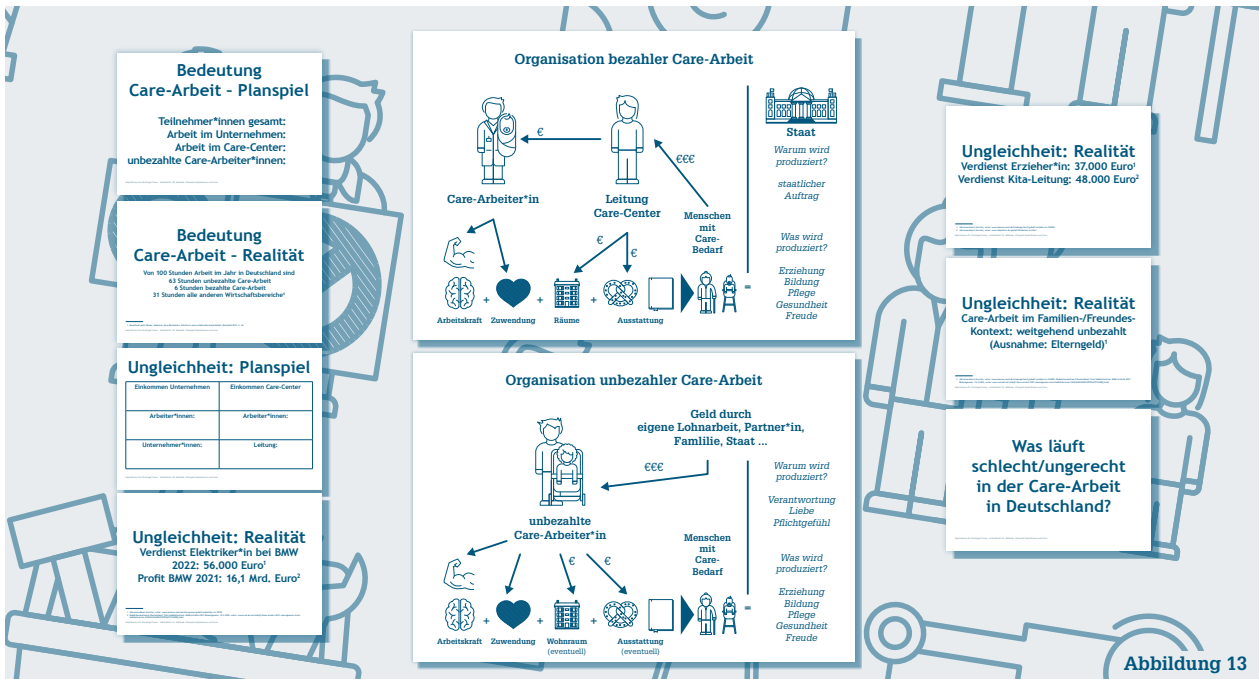 Bedeutung
Care-Arbeit - Planspiel
Teilnehmer*innen gesamt:
Arbeit im Unternehmen:
Arbeit im Care-Center:
unbezahlte Care-Arbeiter*innen:
Bedeutung
Care-Arbeit - Realität
Von 100 Stunden Arbeit im Jahr in Deutschland sind
63 Stunden unbezahlte Care-Arbeit
6 Stunden bezahlte Care-Arbeit
31 Stunden alle anderen Wirtschaftsbereiche¹
Ungleichheit: Planspiel
Einkommen Unternehmen
Einkommen Care-Center
Arbeiter*innen:
Arbeiter*innen:
Unternehmer*innen:
Leitung:
Ungleichheit: Realität
Verdienst Elektriker*in bei BMW
2022: 56.000 Euro¹
Profit BMW 2021: 16,1 Mrd. Euro²
Organisation bezahler Care-Arbeit
€
€€€
Care-Arbeiter*in
Leitung
Care-Center
Menschen
mit
Care-
Bedarf
€
€
+ + + =
Arbeitskraft Zuwendung Räume Ausstattung
Staat
Warum wird
produziert?
staatlicher
Auftrag
Was wird
produziert?
Erziehung
Bildung
Pflege
Gesundheit
Freude
Organisation unbezahler Care-Arbeit
Geld durch
eigene Lohnarbeit, Partner*in,
Famlilie, Staat ...
€€€
unbezahlte
Care-Arbeiter*in
€
€
Menschen
mit
Care-
Bedarf
+ + + =
Arbeitskraft Zuwendung Wohnraum Ausstattung
(eventuell) (eventuell)
Warum wird
produziert?
Verantwortung
Liebe
Pflichtgefühl
Was wird
produziert?
Erziehung
Bildung
Pflege
Gesundheit
Freude
Ungleichheit: Realität
Verdienst Erzieher*in: 37.000 Euro¹
Verdienst Kita-Leitung: 48.000 Euro²
Ungleichheit: Realität
Care-Arbeit im Familien-/Freundes-
Kontext: weitgehend unbezahlt
(Ausnahme: Elterngeld)¹
Was läuft
schlecht/ungerecht
in der Care-Arbeit
in Deutschland?
Abbildung 13